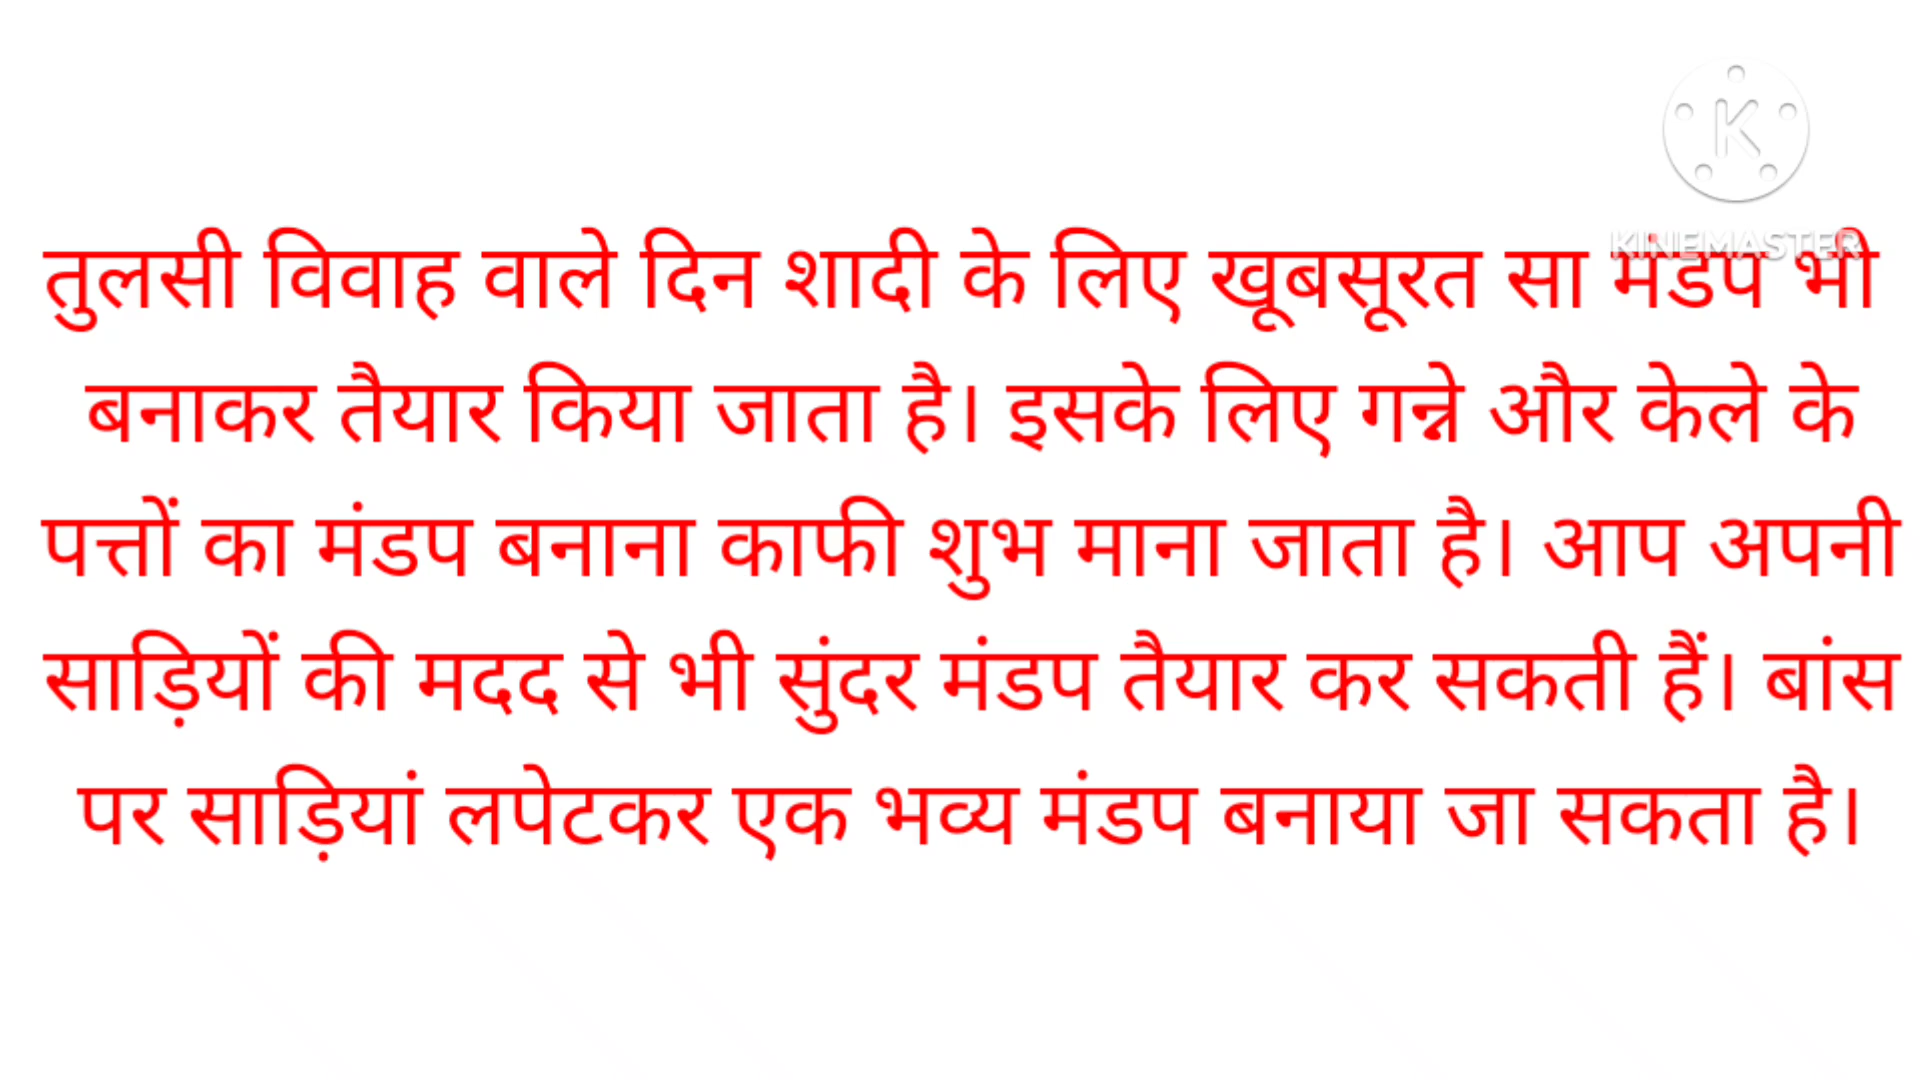 K
KINEMASTER
तुलसी विवाह वाले दिन शादी के लिए खूबसूरत सा मंडप भी
बनाकर तैयार किया जाता है। इसके लिए गन्ने और केले के
पत्तों का मंडप बनाना काफी शुभ माना जाता है। आप अपनी
साड़ियों की मदद से भी सुंदर मंडप तैयार कर सकती हैं। बांस
पर साड़ियां लपेटकर एक भव्य मंडप बनाया जा सकता है।